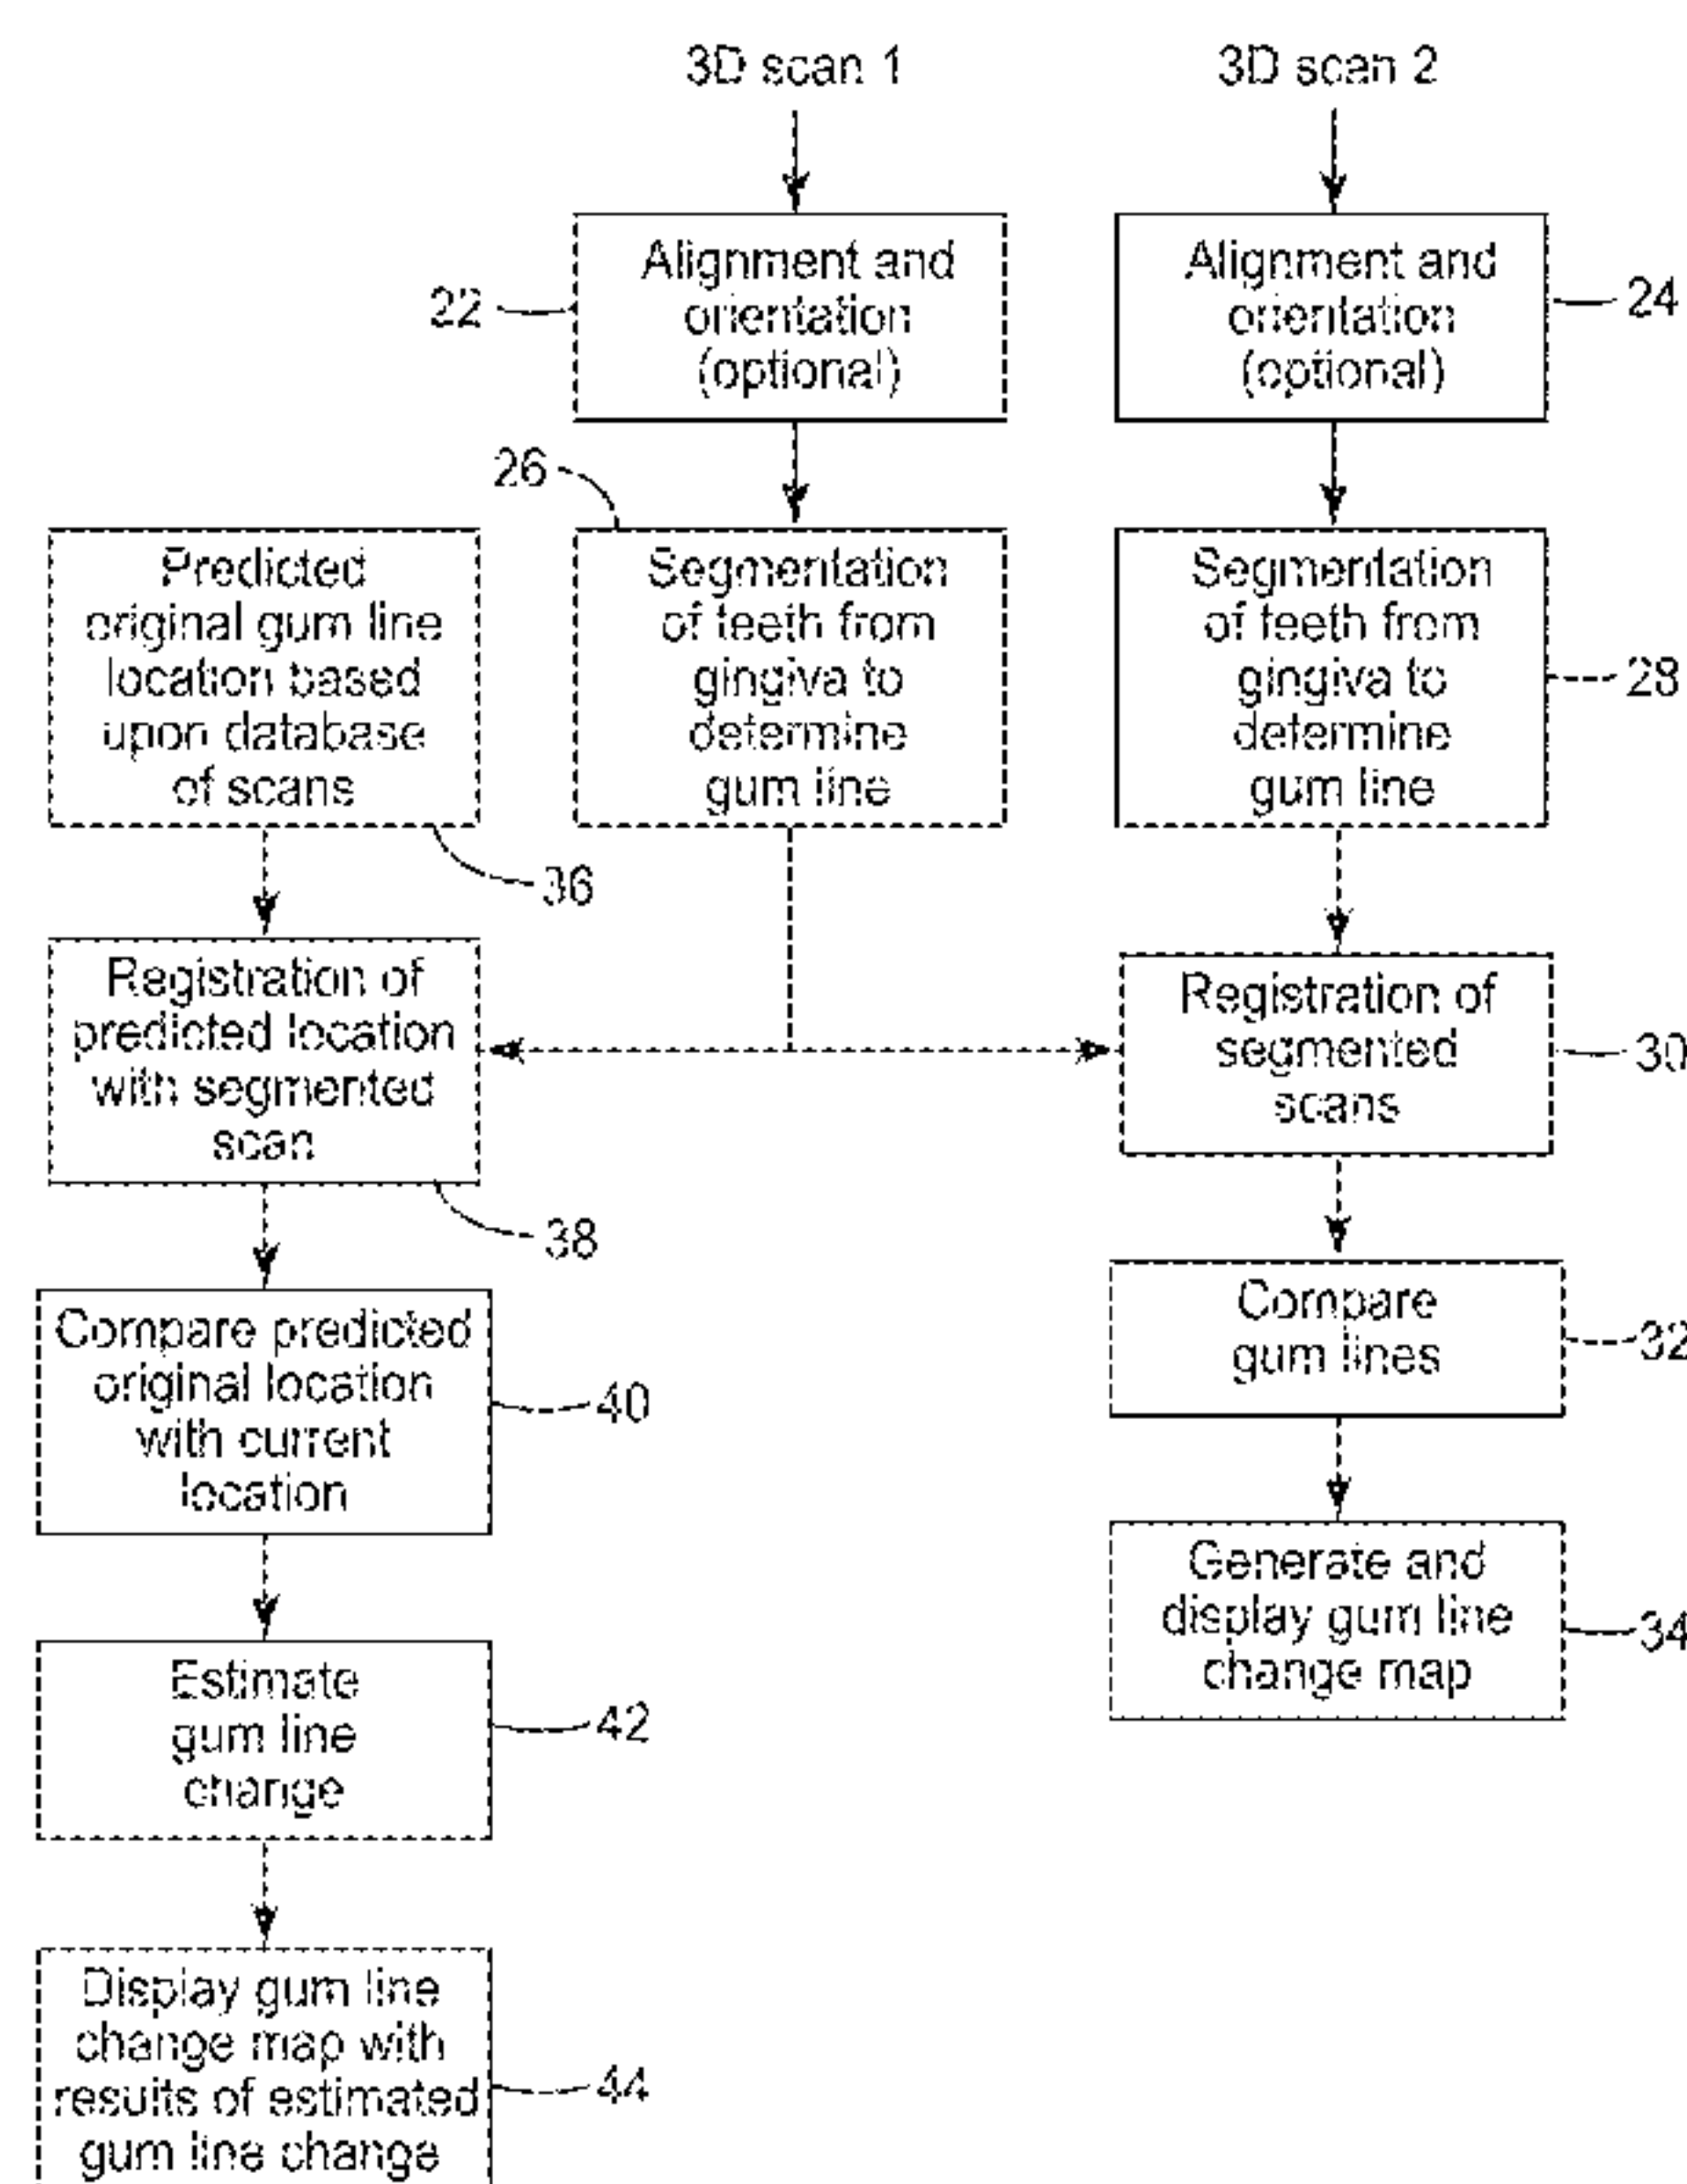 3D scan 1
3D scan 2
Alignment and
orientation
(optional)
22
Alignment and
orientation
(optional)
24
26
Predicted
original gum line
location based
upon database
of scans
36
Segmentation
of teeth from
gingiva to
determine
gum line
Segmentation
of teeth from
gingiva to
determine
gum line
28
Registration of
predicted location
with segmented
scan
38
Registration of
segmented
scans
30
Compare predicted
original location
with current
location
40
Compare
gum lines
32
Estimate
gum line
change
42
Generate and
display gum line
change map
34
Display gum line
change map with
results of estimated
gum line change
44